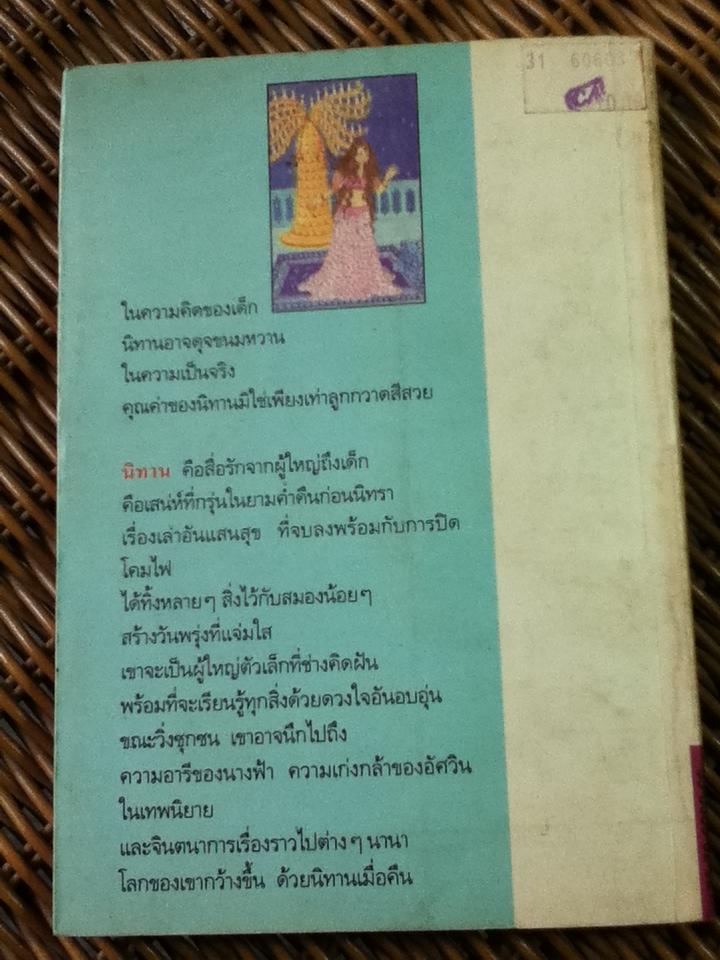 31 60603
ในความคิดของเด็ก
นิทานอาจดุจขนมหวาน
ในความเป็นจริง
คุณค่าของนิทานมิใช่เพียงเท่าลูกกวาดสีสวย
นิทาน คือสื่อรักจากผู้ใหญ่ถึงเด็ก
คือเสน่ห์ที่กรุ่นในยามค่ำคืนก่อนนิทรา
เรื่องเล่าอันแสนสุข ที่จบลงพร้อมกับการปิด
โคมไฟ
ได้ทิ้งหลายๆ สิ่งไว้กับสมองน้อยๆ
สร้างวันพรุ่งที่แจ่มใส
เขาจะเป็นผู้ใหญ่ตัวเล็กที่ช่างคิดฝัน
พร้อมที่จะเรียนรู้ทุกสิ่งด้วยดวงใจอันอบอุ่น
ขณะวิ่งซุกซน เขาอาจนึกไปถึง
ความอารีของนางฟ้า ความเก่งกล้าของอัศวิน
ในเทพนิยาย
และจินตนาการเรื่องราวไปต่างๆ นานา
โลกของเขากว้างขึ้น ด้วยนิทานเมื่อคืน